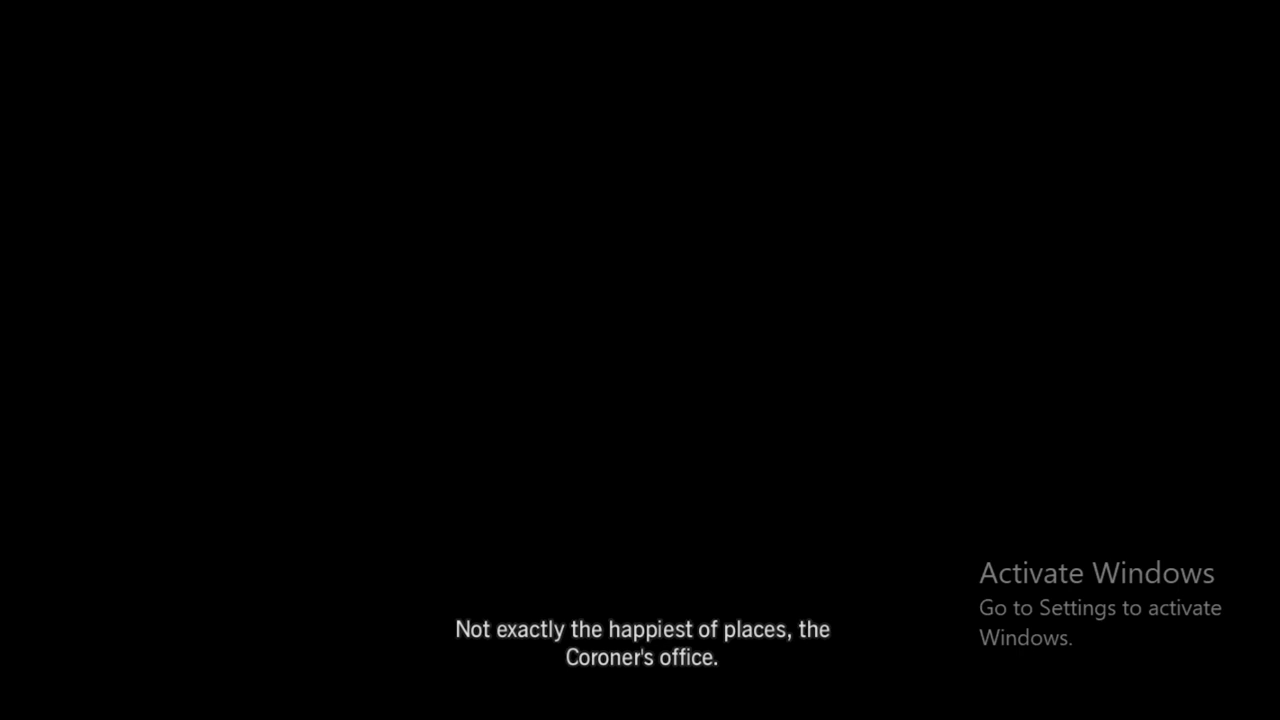 Activate Windows
Go to Settings to activate
Windows.
Not exactly the happiest of places, the
Coroner's office.